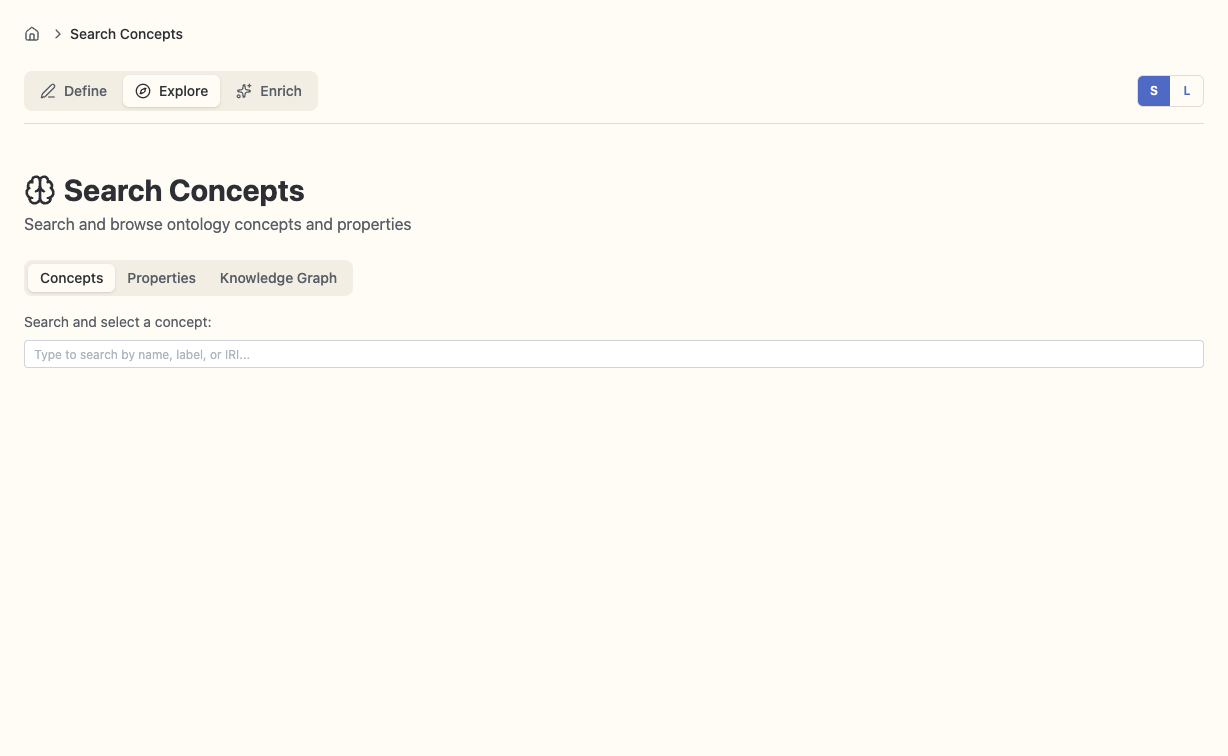 Search Concepts
Define Explore Enrich S L
Search Concepts
Search and browse ontology concepts and properties
Concepts Properties Knowledge Graph
Search and select a concept:
Type to search by name, label, or IRI...